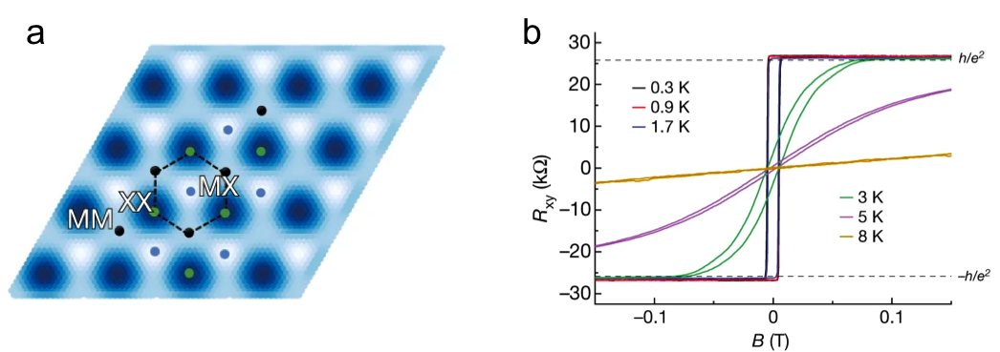 a
MM
XX
MX
b
30
20
10
0
−10
−20
−30
Rxy (kΩ)
0.3 K
0.9 K
1.7 K
3 K
5 K
8 K
h/e²
−h/e²
−0.1
0
0.1
B (T)